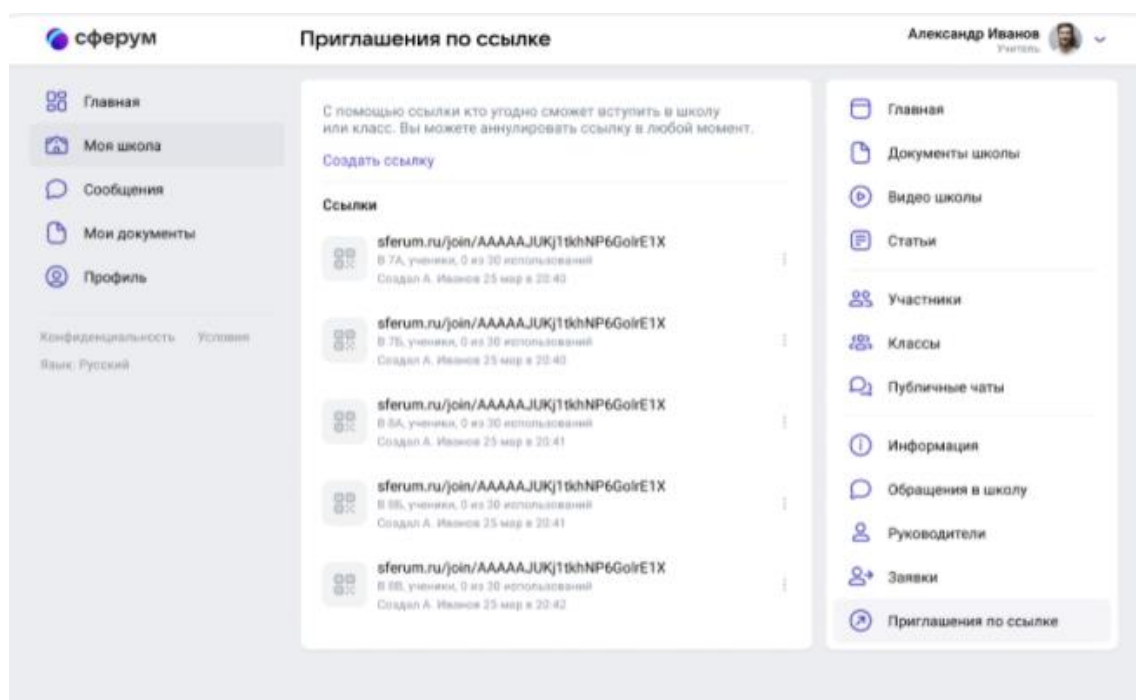 сферум
Приглашения по ссылке
Александр Иванов
Учитель
Главная
Моя школа
Сообщения
Мои документы
Профиль
Конфиденциальность Условия
Язык: Русский
С помощью ссылки кто угодно сможет вступить в школу
или класс. Вы можете аннулировать ссылку в любой момент.
Создать ссылку
Ссылки
sferum.ru/join/AAAAAJUKj1tkhNP6GolrE1X
В 7А, ученики, 0 из 30 использований
Создал А. Иванов 25 мар в 20:40
sferum.ru/join/AAAAAJUKj1tkhNP6GolrE1X
В 7Б, ученики, 0 из 30 использований
Создал А. Иванов 25 мар в 20:40
sferum.ru/join/AAAAAJUKj1tkhNP6GolrE1X
В 8А, ученики, 0 из 30 использований
Создал А. Иванов 25 мар в 20:41
sferum.ru/join/AAAAAJUKj1tkhNP6GolrE1X
В 8Б, ученики, 0 из 30 использований
Создал А. Иванов 25 мар в 20:41
sferum.ru/join/AAAAAJUKj1tkhNP6GolrE1X
ученики, 0 из 30 использований
Создал А. Иванов 25 мар в 20:42
Главная
Документы школы
Видео школы
Статьи
Участники
Классы
Публичные чаты
Информация
Обращения в школу
Руководители
Заявки
Приглашения по ссылке